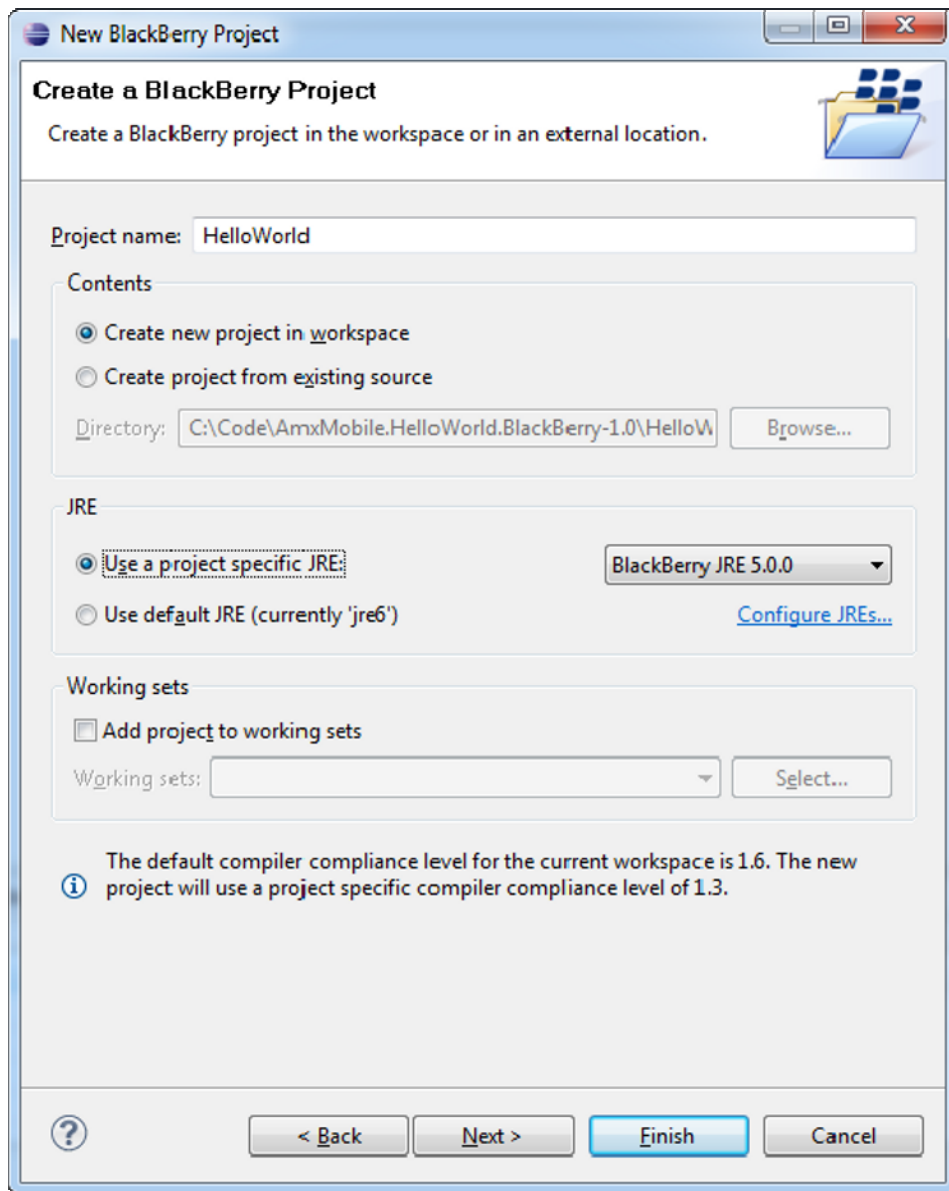 New BlackBerry Project
Create a BlackBerry Project
Create a BlackBerry project in the workspace or in an external location.
Project name: HelloWorld
Contents
Create new project in workspace
Create project from existing source
Directory: C:\Code\AmxMobile.HelloWorld.BlackBerry-1.0\HelloW Browse...
JRE
Use a project specific JRE: BlackBerry JRE 5.0.0
Use default JRE (currently 'jre6') Configure JREs...
Working sets
Add project to working sets
Working sets: Select...
The default compiler compliance level for the current workspace is 1.6. The new
project will use a project specific compiler compliance level of 1.3.
? < Back Next > Finish Cancel